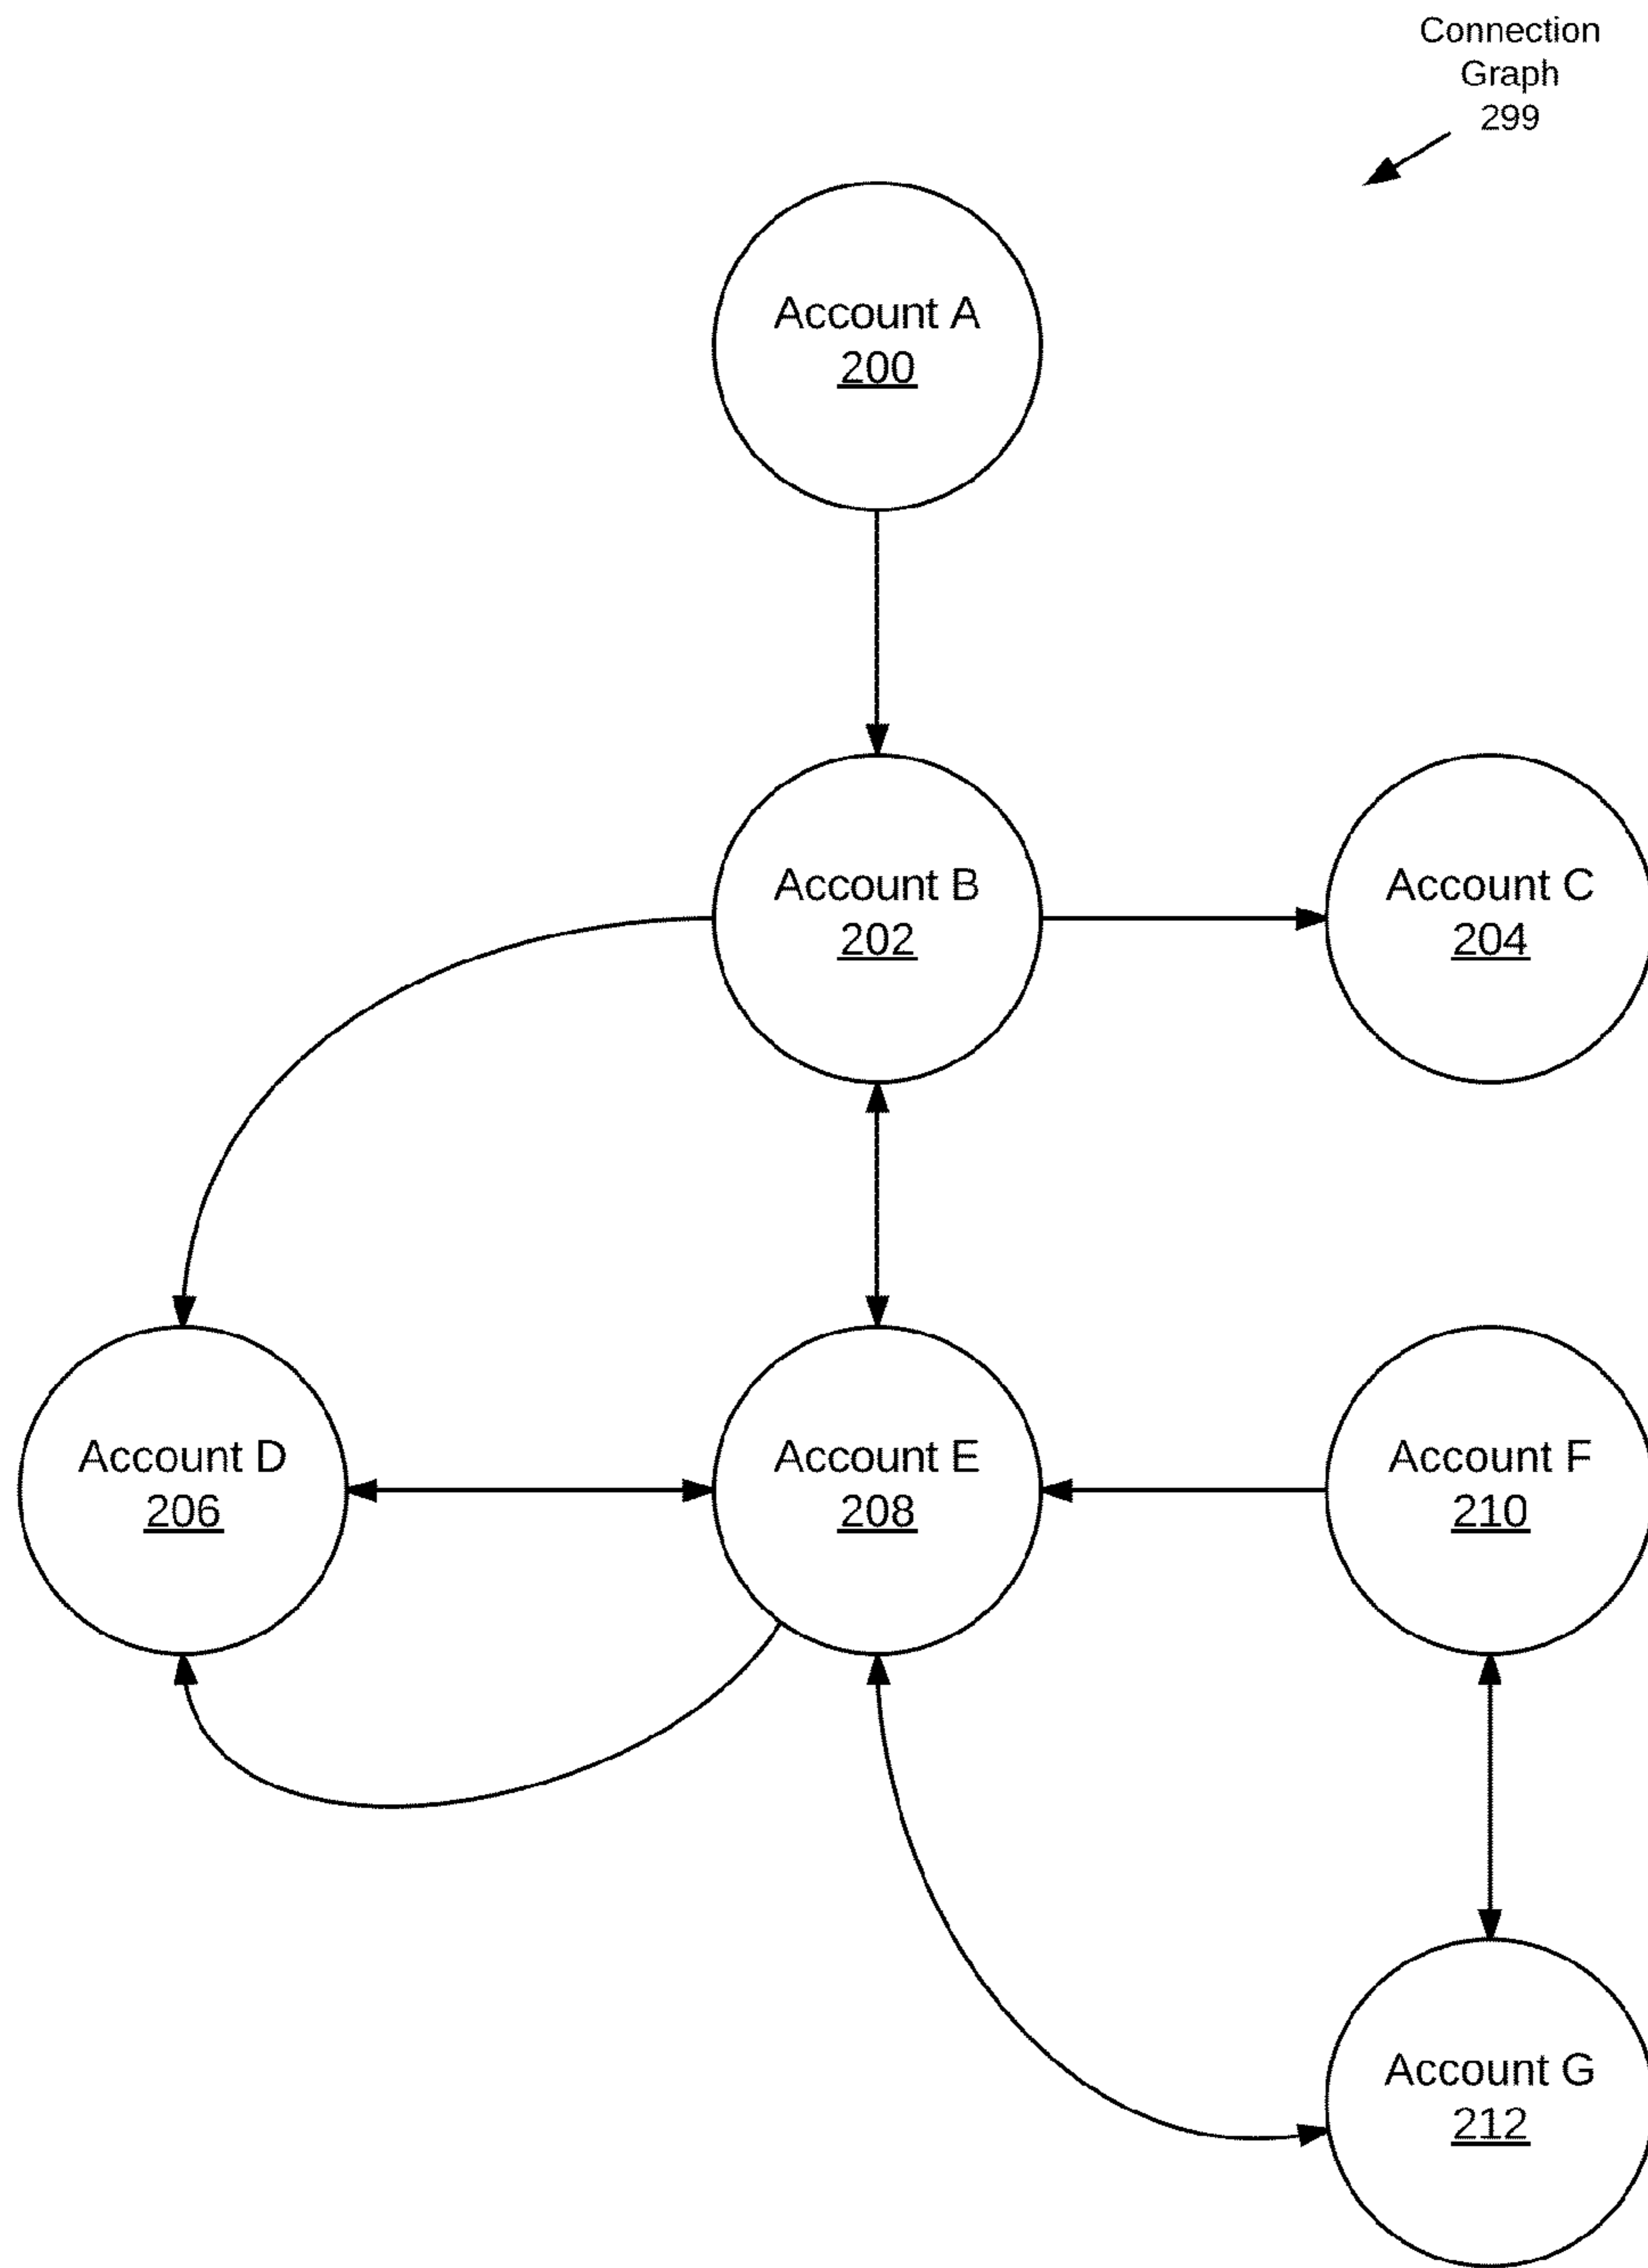 Connection
Graph
299
Account A
200
Account B
202
Account C
204
Account D
206
Account E
208
Account F
210
Account G
212